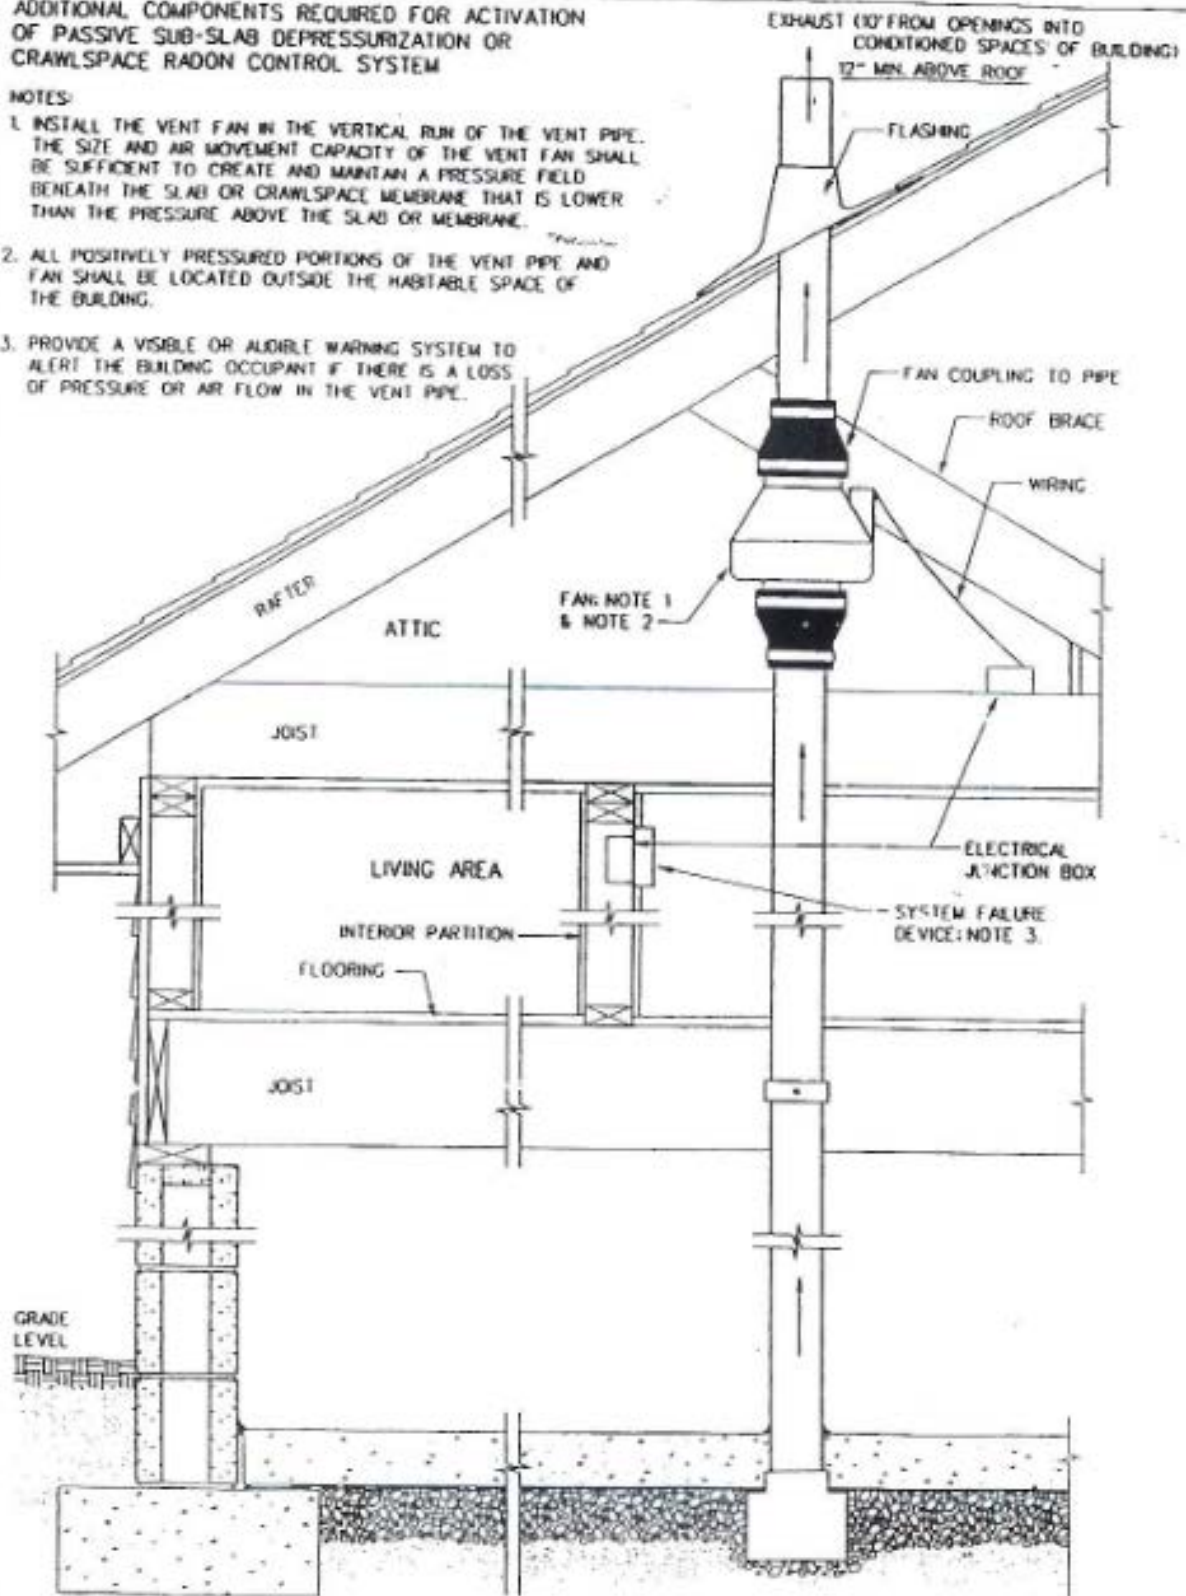 ADDITIONAL COMPONENTS REQUIRED FOR ACTIVATION
OF PASSIVE SUB-SLAB DEPRESSURIZATION OR
CRAWLSPACE RADON CONTROL SYSTEM
NOTES:
1. INSTALL THE VENT FAN IN THE VERTICAL RUN OF THE VENT PIPE.
THE SIZE AND AIR MOVEMENT CAPACITY OF THE VENT FAN SHALL
BE SUFFICIENT TO CREATE AND MAINTAIN A PRESSURE FIELD
BENEATH THE SLAB OR CRAWLSPACE MEMBRANE THAT IS LOWER
THAN THE PRESSURE ABOVE THE SLAB OR MEMBRANE.
2. ALL POSITIVELY PRESSURED PORTIONS OF THE VENT PIPE AND
FAN SHALL BE LOCATED OUTSIDE THE HABITABLE SPACE OF
THE BUILDING.
3. PROVIDE A VISIBLE OR AUDIBLE WARNING SYSTEM TO
ALERT THE BUILDING OCCUPANT IF THERE IS A LOSS
OF PRESSURE OR AIR FLOW IN THE VENT PIPE.
EXHAUST (10' FROM OPENINGS INTO
CONDITIONED SPACES OF BUILDING)
12" MIN. ABOVE ROOF
FLASHING
FAN COUPLING TO PIPE
ROOF BRACE
WIRING
RAFTER
FAN; NOTE 1
& NOTE 2
ATTIC
JOIST
LIVING AREA
ELECTRICAL
JUNCTION BOX
SYSTEM FAILURE
DEVICE; NOTE 3.
INTERIOR PARTITION
FLOORING
JOIST
GRADE
LEVEL